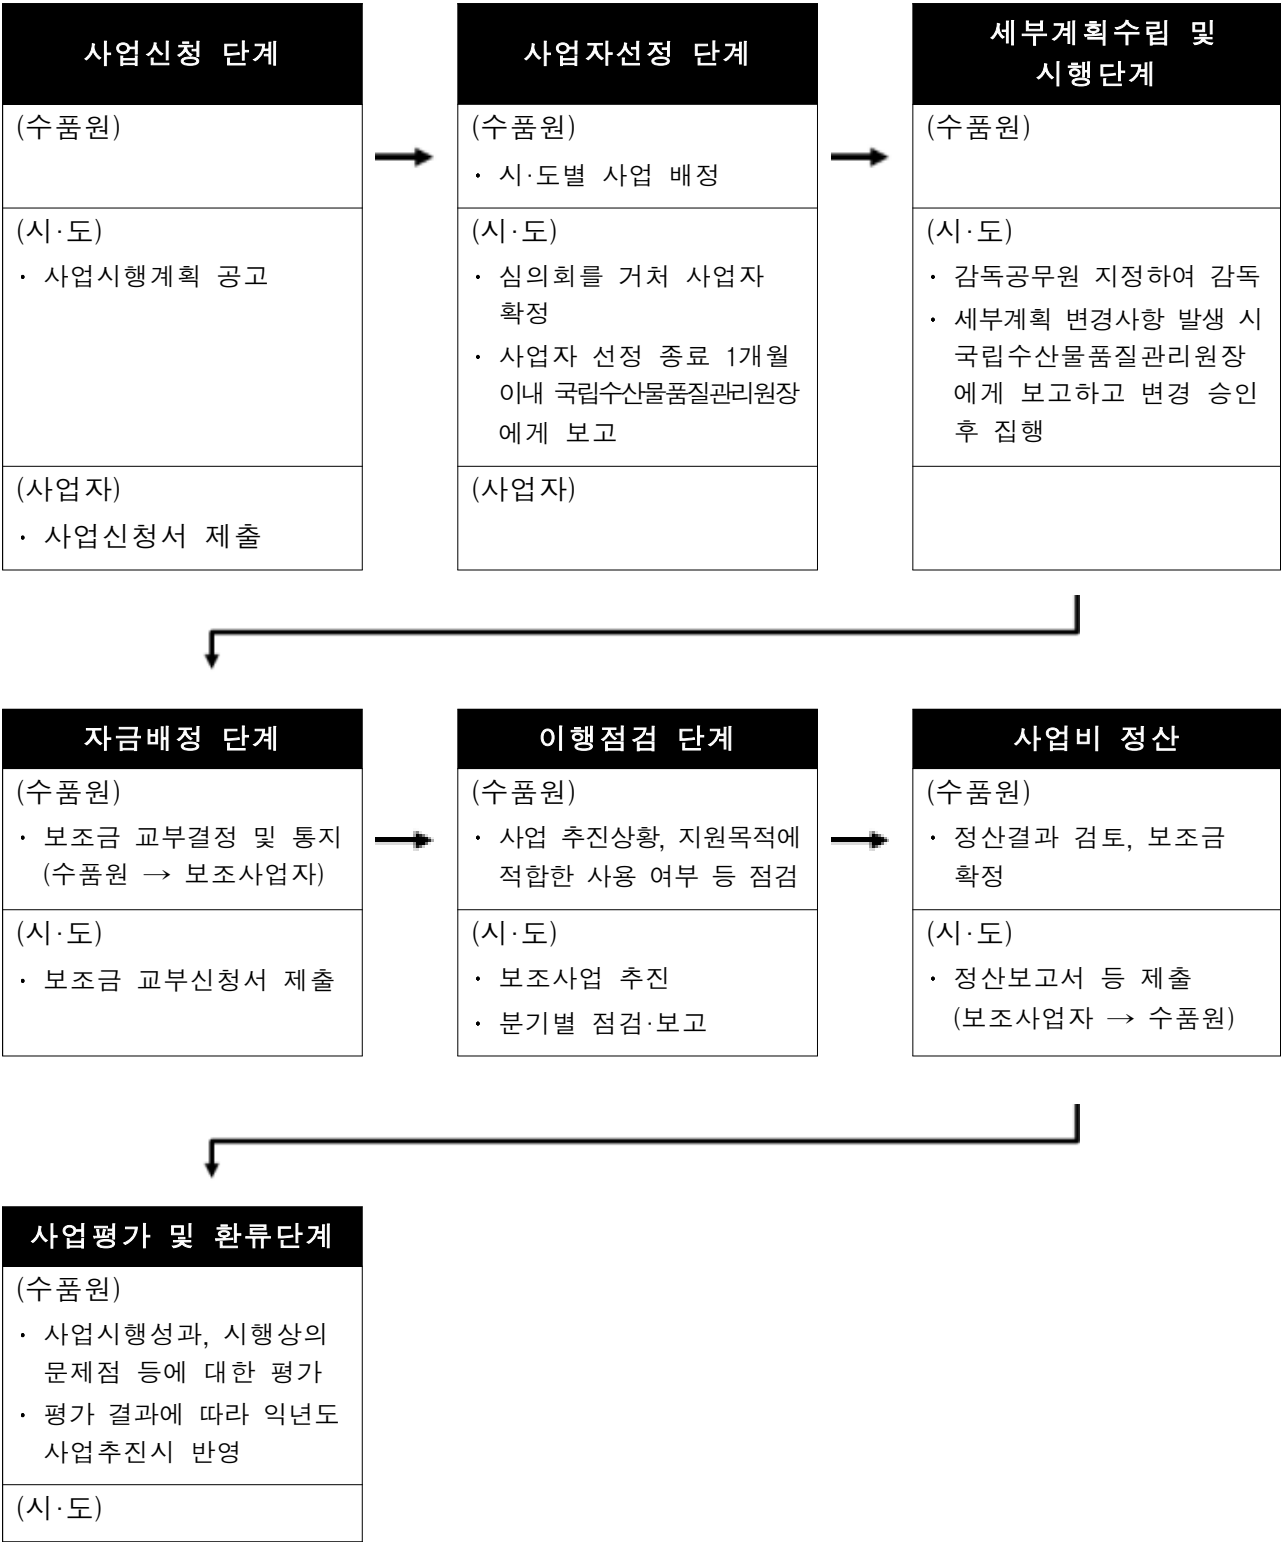 사업신청 단계
(수품원)
(시·도)
· 사업시행계획 공고
(사업자)
· 사업신청서 제출
사업자선정 단계
(수품원)
· 시·도별 사업 배정
(시·도)
· 심의회를 거처 사업자
확정
· 사업자 선정 종료 1개월
이내 국립수산물품질관리원장
에게 보고
(사업자)
세부계획수립 및
시행단계
(수품원)
(시·도)
· 감독공무원 지정하여 감독
· 세부계획 변경사항 발생 시
국립수산물품질관리원장
에게 보고하고 변경 승인
후 집행
자금배정 단계
(수품원)
· 보조금 교부결정 및 통지
(수품원 → 보조사업자)
(시·도)
· 보조금 교부신청서 제출
이행점검 단계
(수품원)
· 사업 추진상황, 지원목적에
적합한 사용 여부 등 점검
(시·도)
· 보조사업 추진
· 분기별 점검·보고
사업비 정산
(수품원)
· 정산결과 검토, 보조금
확정
(시·도)
· 정산보고서 등 제출
(보조사업자 → 수품원)
사업평가 및 환류단계
(수품원)
· 사업시행성과, 시행상의
문제점 등에 대한 평가
· 평가 결과에 따라 익년도
사업추진시 반영
(시·도)